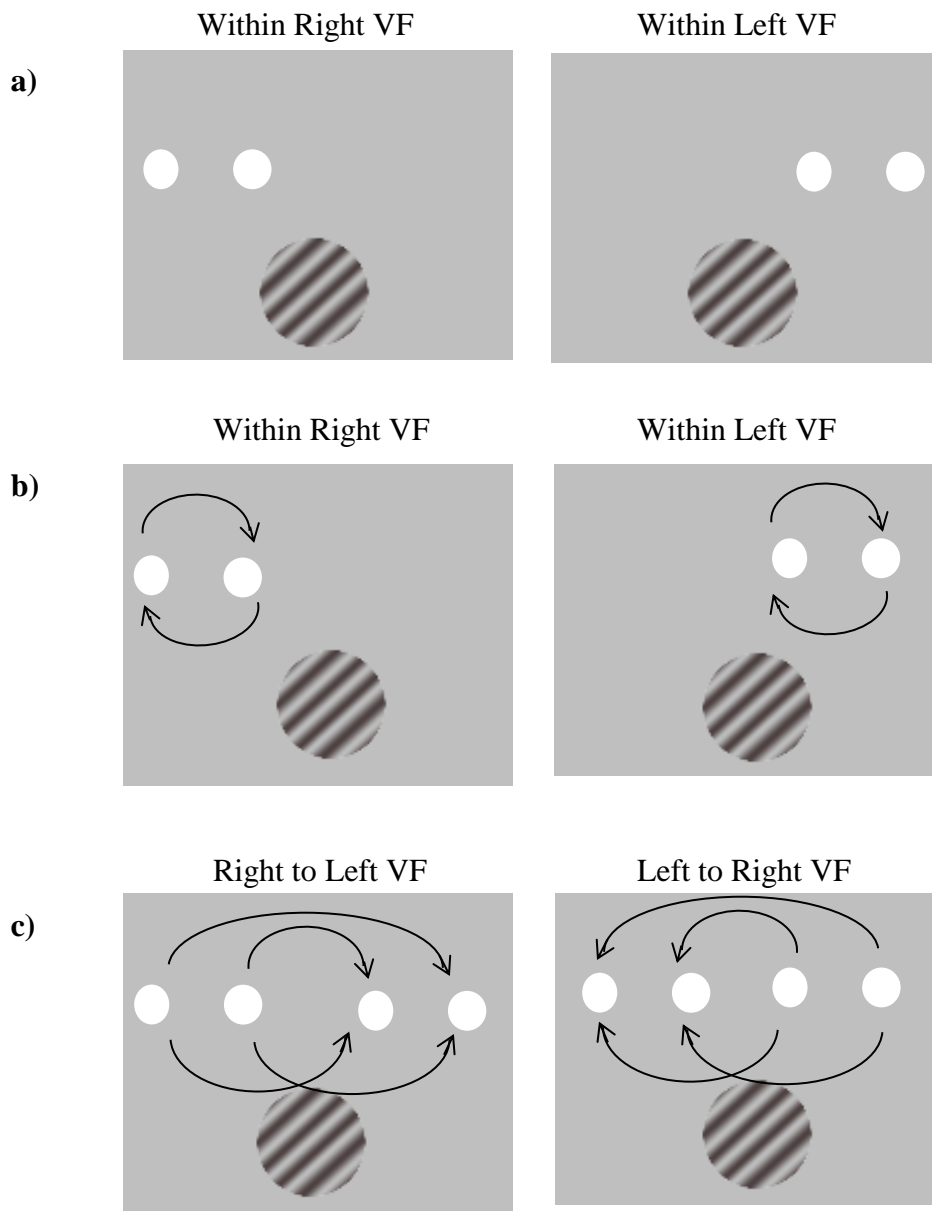 Within Right VF
Within Left VF
a)
Within Right VF
Within Left VF
b)
Right to Left VF
Left to Right VF
c)